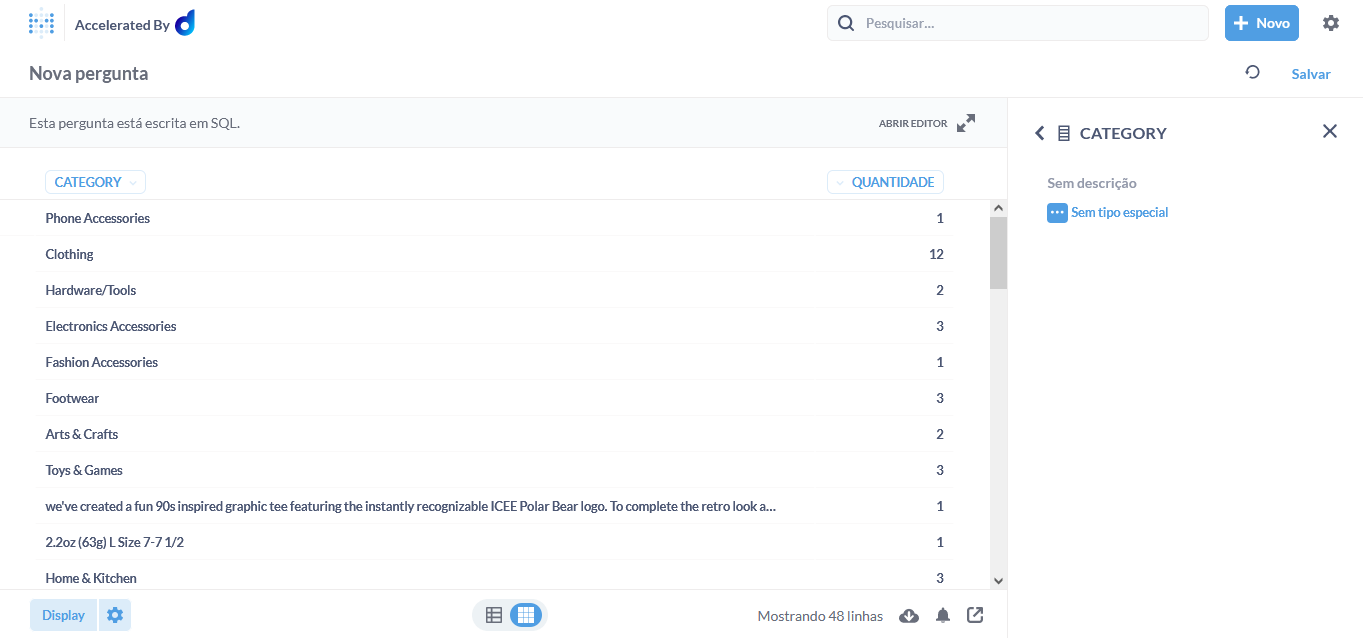 Accelerated By
Pesquisar...
Novo
Nova pergunta
Salvar
Esta pergunta está escrita em SQL.
ABRIR EDITOR
CATEGORY
QUANTIDADE
Phone Accessories 1
Clothing 12
Hardware/Tools 2
Electronics Accessories 3
Fashion Accessories 1
Footwear 3
Arts & Crafts 2
Toys & Games 3
we've created a fun 90s inspired graphic tee featuring the instantly recognizable ICEE Polar Bear logo. To complete the retro look a... 1
2.2oz (63g) L Size 7-7 1/2 1
Home & Kitchen 3
Display
Mostrando 48 linhas
CATEGORY
Sem descrição
Sem tipo especial